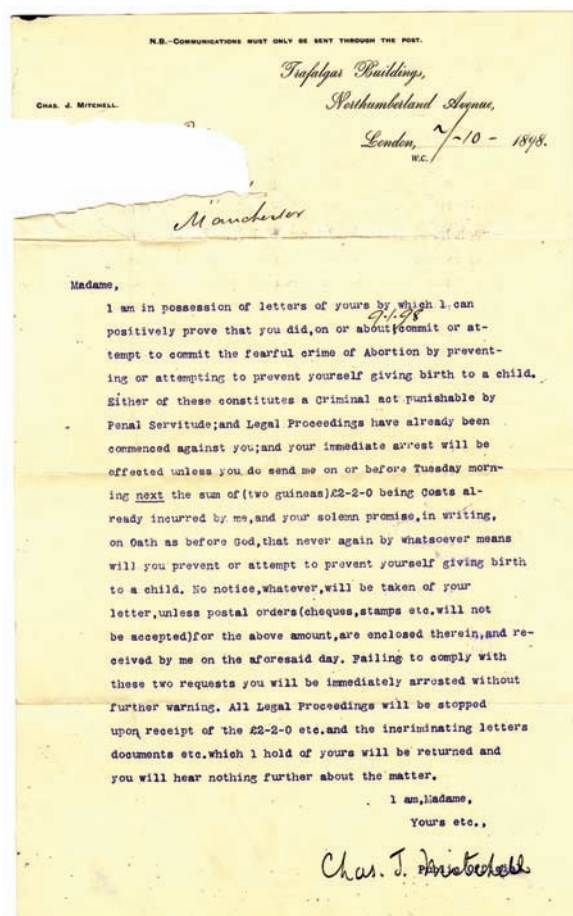 N.B.-COMMUNICATIONS MUST ONLY BE SENT THROUGH THE POST.
Trafalgar Buildings,
CHAS. J. MITCHELL.
Northumberland Avenue,
London, 7/-10- 1898.
W.C.
Manchester
Madame,
I am in possession of letters of yours by which I can
9.1.98
positively prove that you did,on or about commit or at-
tempt to commit the fearful crime of Abortion by prevent-
ing or attempting to prevent yourself giving birth to a child.
Either of these constitutes a Criminal act punishable by
Penal Servitude;and Legal Proceedings have already been
commenced against you;and your immediate arrest will be
effected unless you do send me on or before Tuesday morn-
ing next the sum of(two guineas)£2-2-0 being Costs al-
ready incurred by me,and your solemn promise,in writing,
on Oath as before God,that never again by whatsoever means
will you prevent or attempt to prevent yourself giving birth
to a child. No notice,whatever,will be taken of your
letter,unless postal orders(cheques,stamps etc.will not
be accepted)for the above amount,are enclosed therein,and re-
ceived by me on the aforesaid day. Failing to comply with
these two requests you will be immediately arrested without
further warning. All Legal Proceedings will be stopped
upon receipt of the £2-2-0 etc.and the incriminating letters
documents etc.which I hold of yours will be returned and
you will hear nothing further about the matter.
I am,Madame,
Yours etc.,
Chas. J. Mitchell
Public